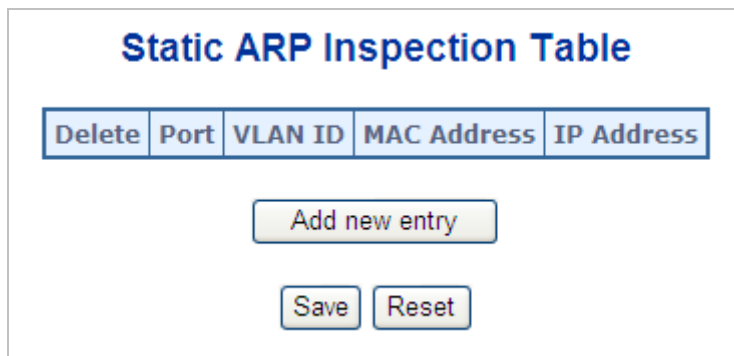 Static ARP Inspection Table
Delete Port VLAN ID MAC Address IP Address
Add new entry
Save Reset